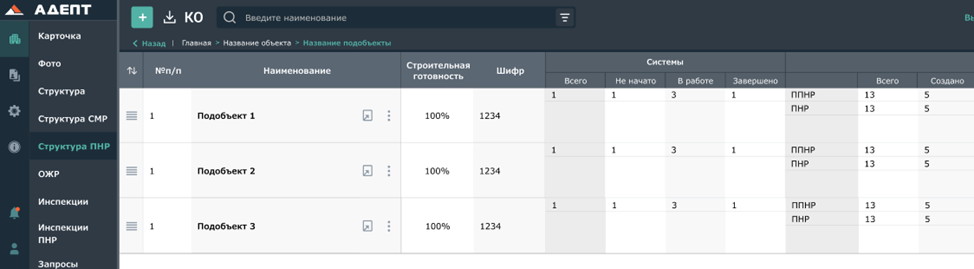 АДЕПТ
Карточка
Фото
Структура
Структура СМР
Структура ПНР
ОЖР
Инспекции
Инспекции
ПНР
Запросы
+ КО Введите наименование
Вы
< Назад | Главная > Название объекта > Название подобъекты
№п/п Наименование Строительная готовность Шифр Системы
Всего Не начато В работе Завершено Всего Создано
1 Подобъект 1 100% 1234 1 1 3 1 ППНР 13 5
ПНР 13 5
1 Подобъект 2 100% 1234 1 1 3 1 ППНР 13 5
ПНР 13 5
1 Подобъект 3 100% 1234 1 1 3 1 ППНР 13 5
ПНР 13 5